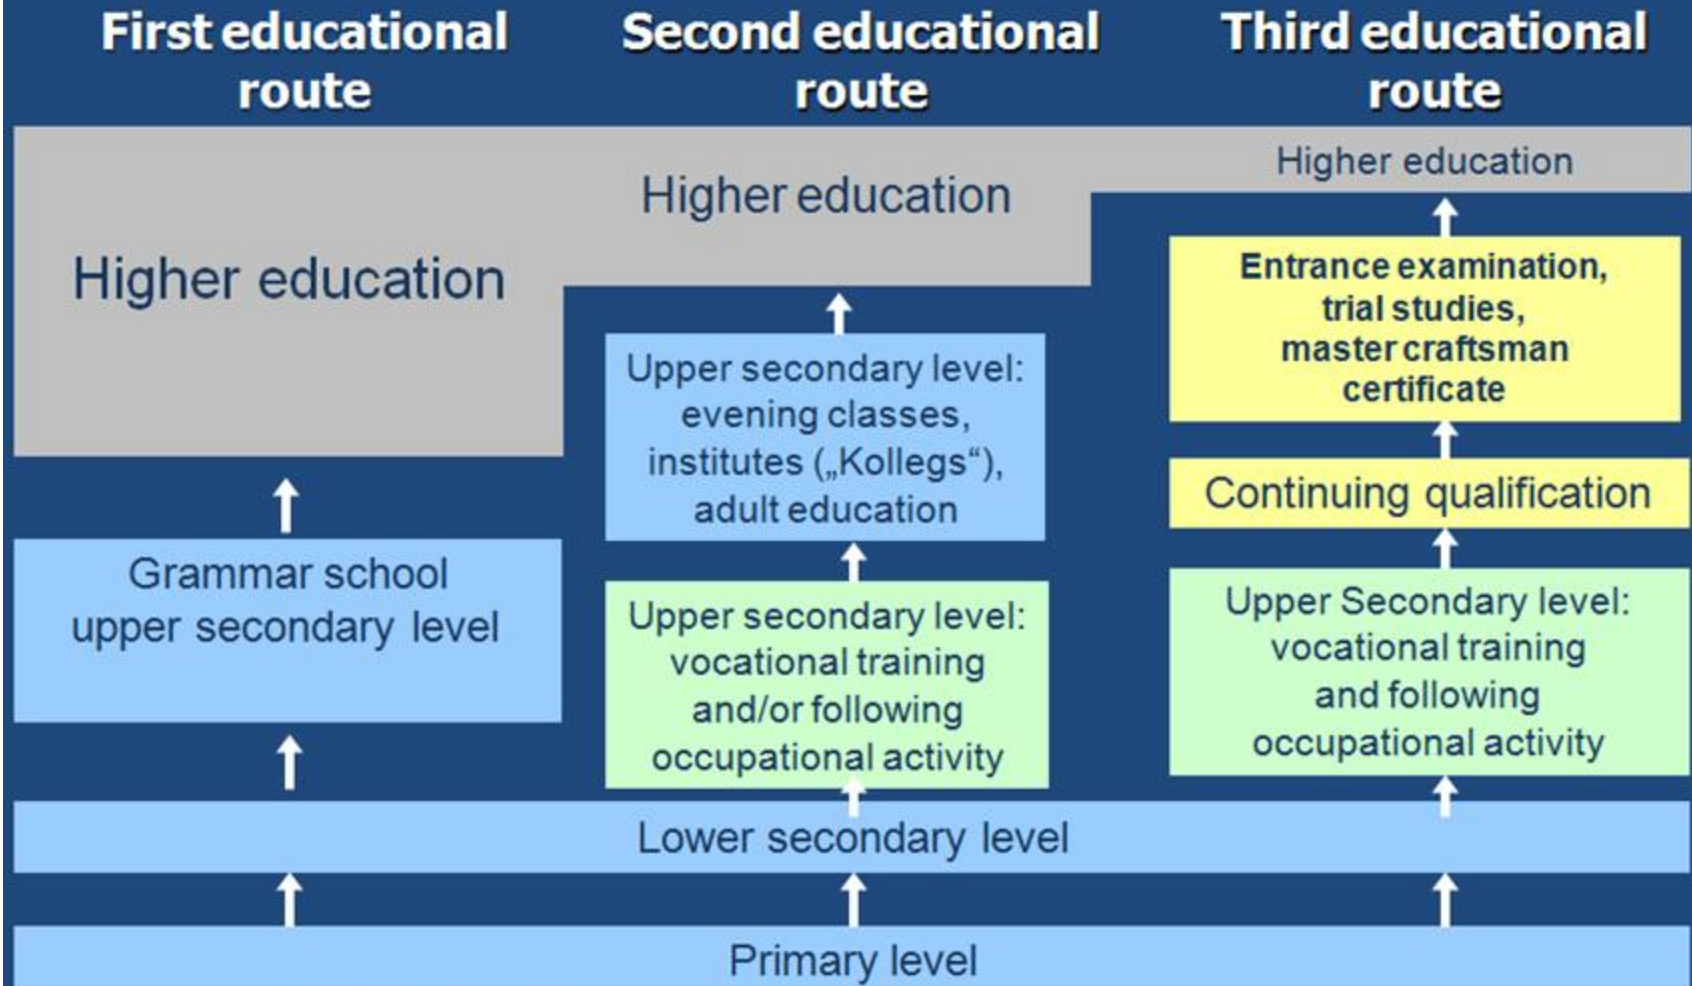 First educational
route
Second educational
route
Third educational
route
Higher education
Higher education
Higher education
Grammar school
upper secondary level
Upper secondary level:
evening classes,
institutes („Kollegs“),
adult education
Upper secondary level:
vocational training
and/or following
occupational activity
Entrance examination,
trial studies,
master craftsman
certificate
Continuing qualification
Upper Secondary level:
vocational training
and following
occupational activity
Lower secondary level
Primary level